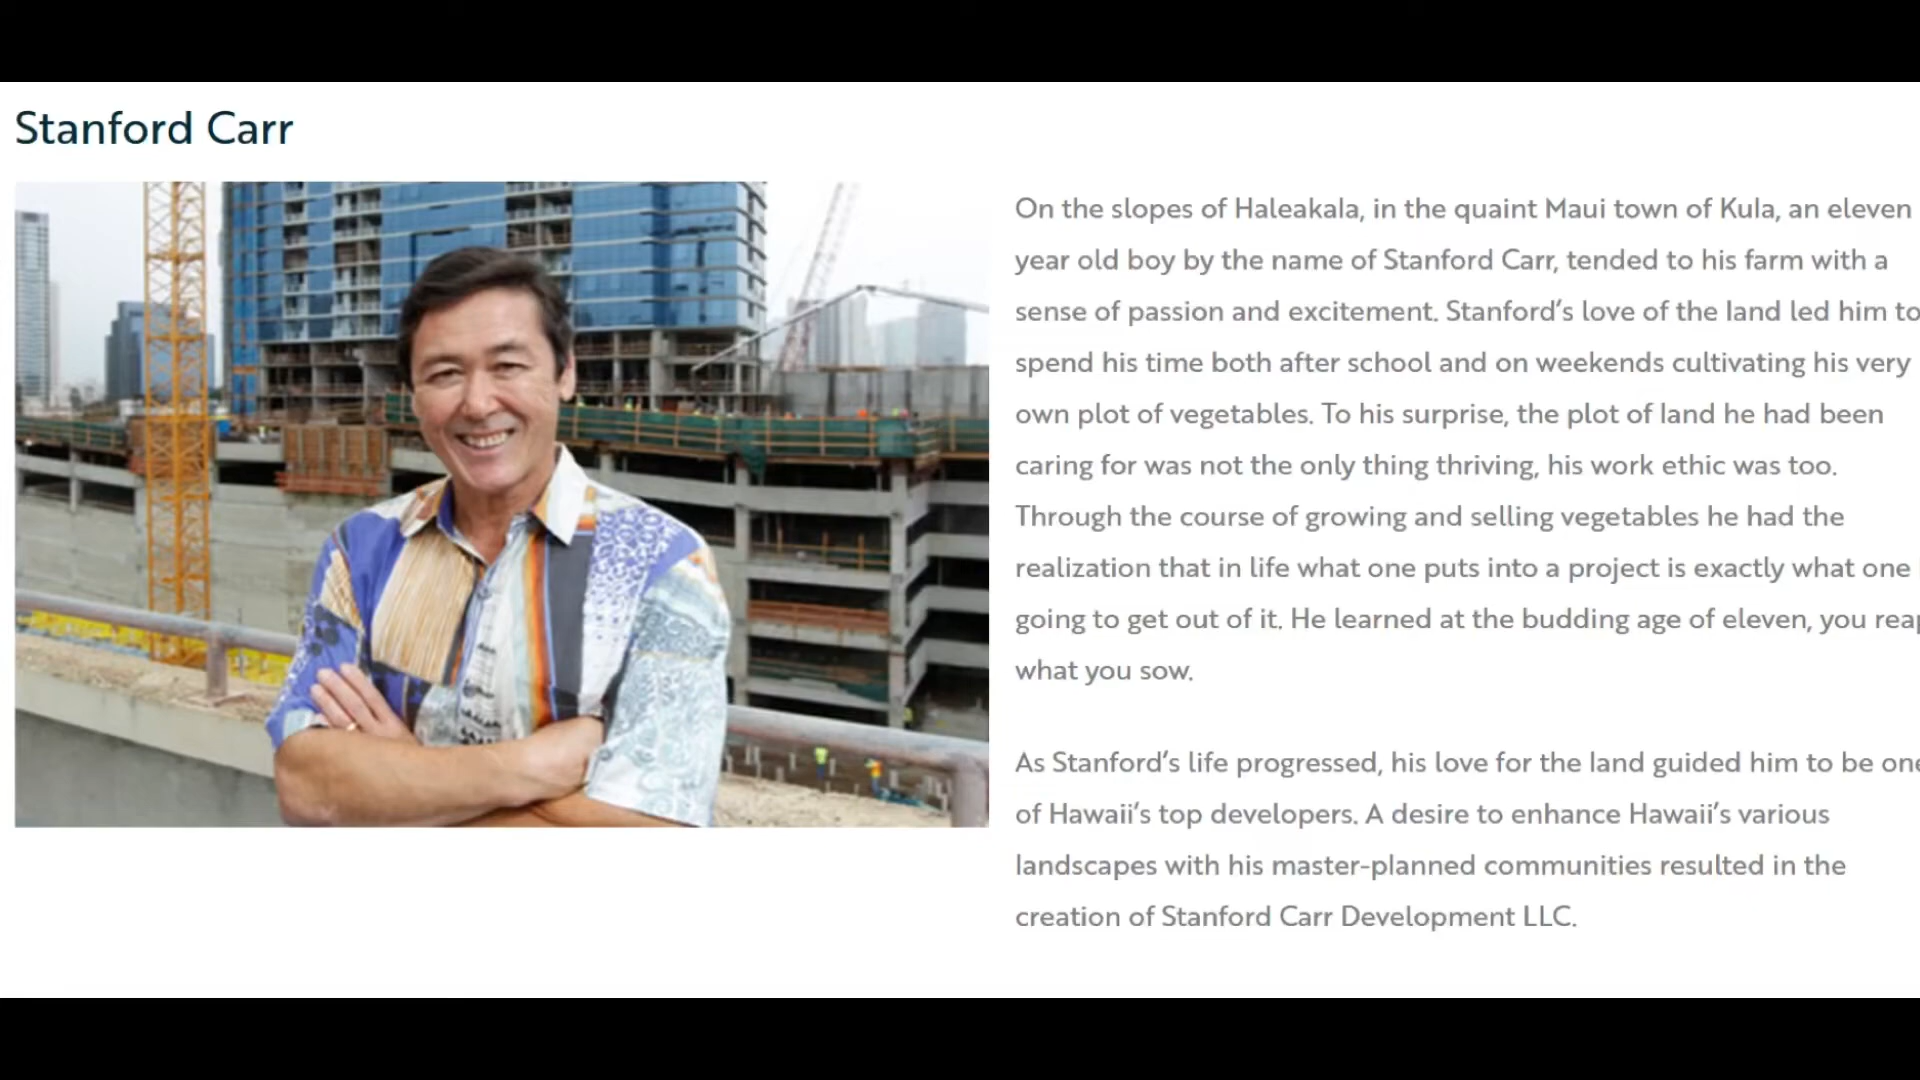 Stanford Carr
On the slopes of Haleakala, in the quaint Maui town of Kula, an eleven
year old boy by the name of Stanford Carr, tended to his farm with a
sense of passion and excitement. Stanford’s love of the land led him to
spend his time both after school and on weekends cultivating his very
own plot of vegetables. To his surprise, the plot of land he had been
caring for was not the only thing thriving, his work ethic was too.
Through the course of growing and selling vegetables he had the
realization that in life what one puts into a project is exactly what one
going to get out of it. He learned at the budding age of eleven, you reap
what you sow.
As Stanford’s life progressed, his love for the land guided him to be one
of Hawaii’s top developers. A desire to enhance Hawaii’s various
landscapes with his master-planned communities resulted in the
creation of Stanford Carr Development LLC.